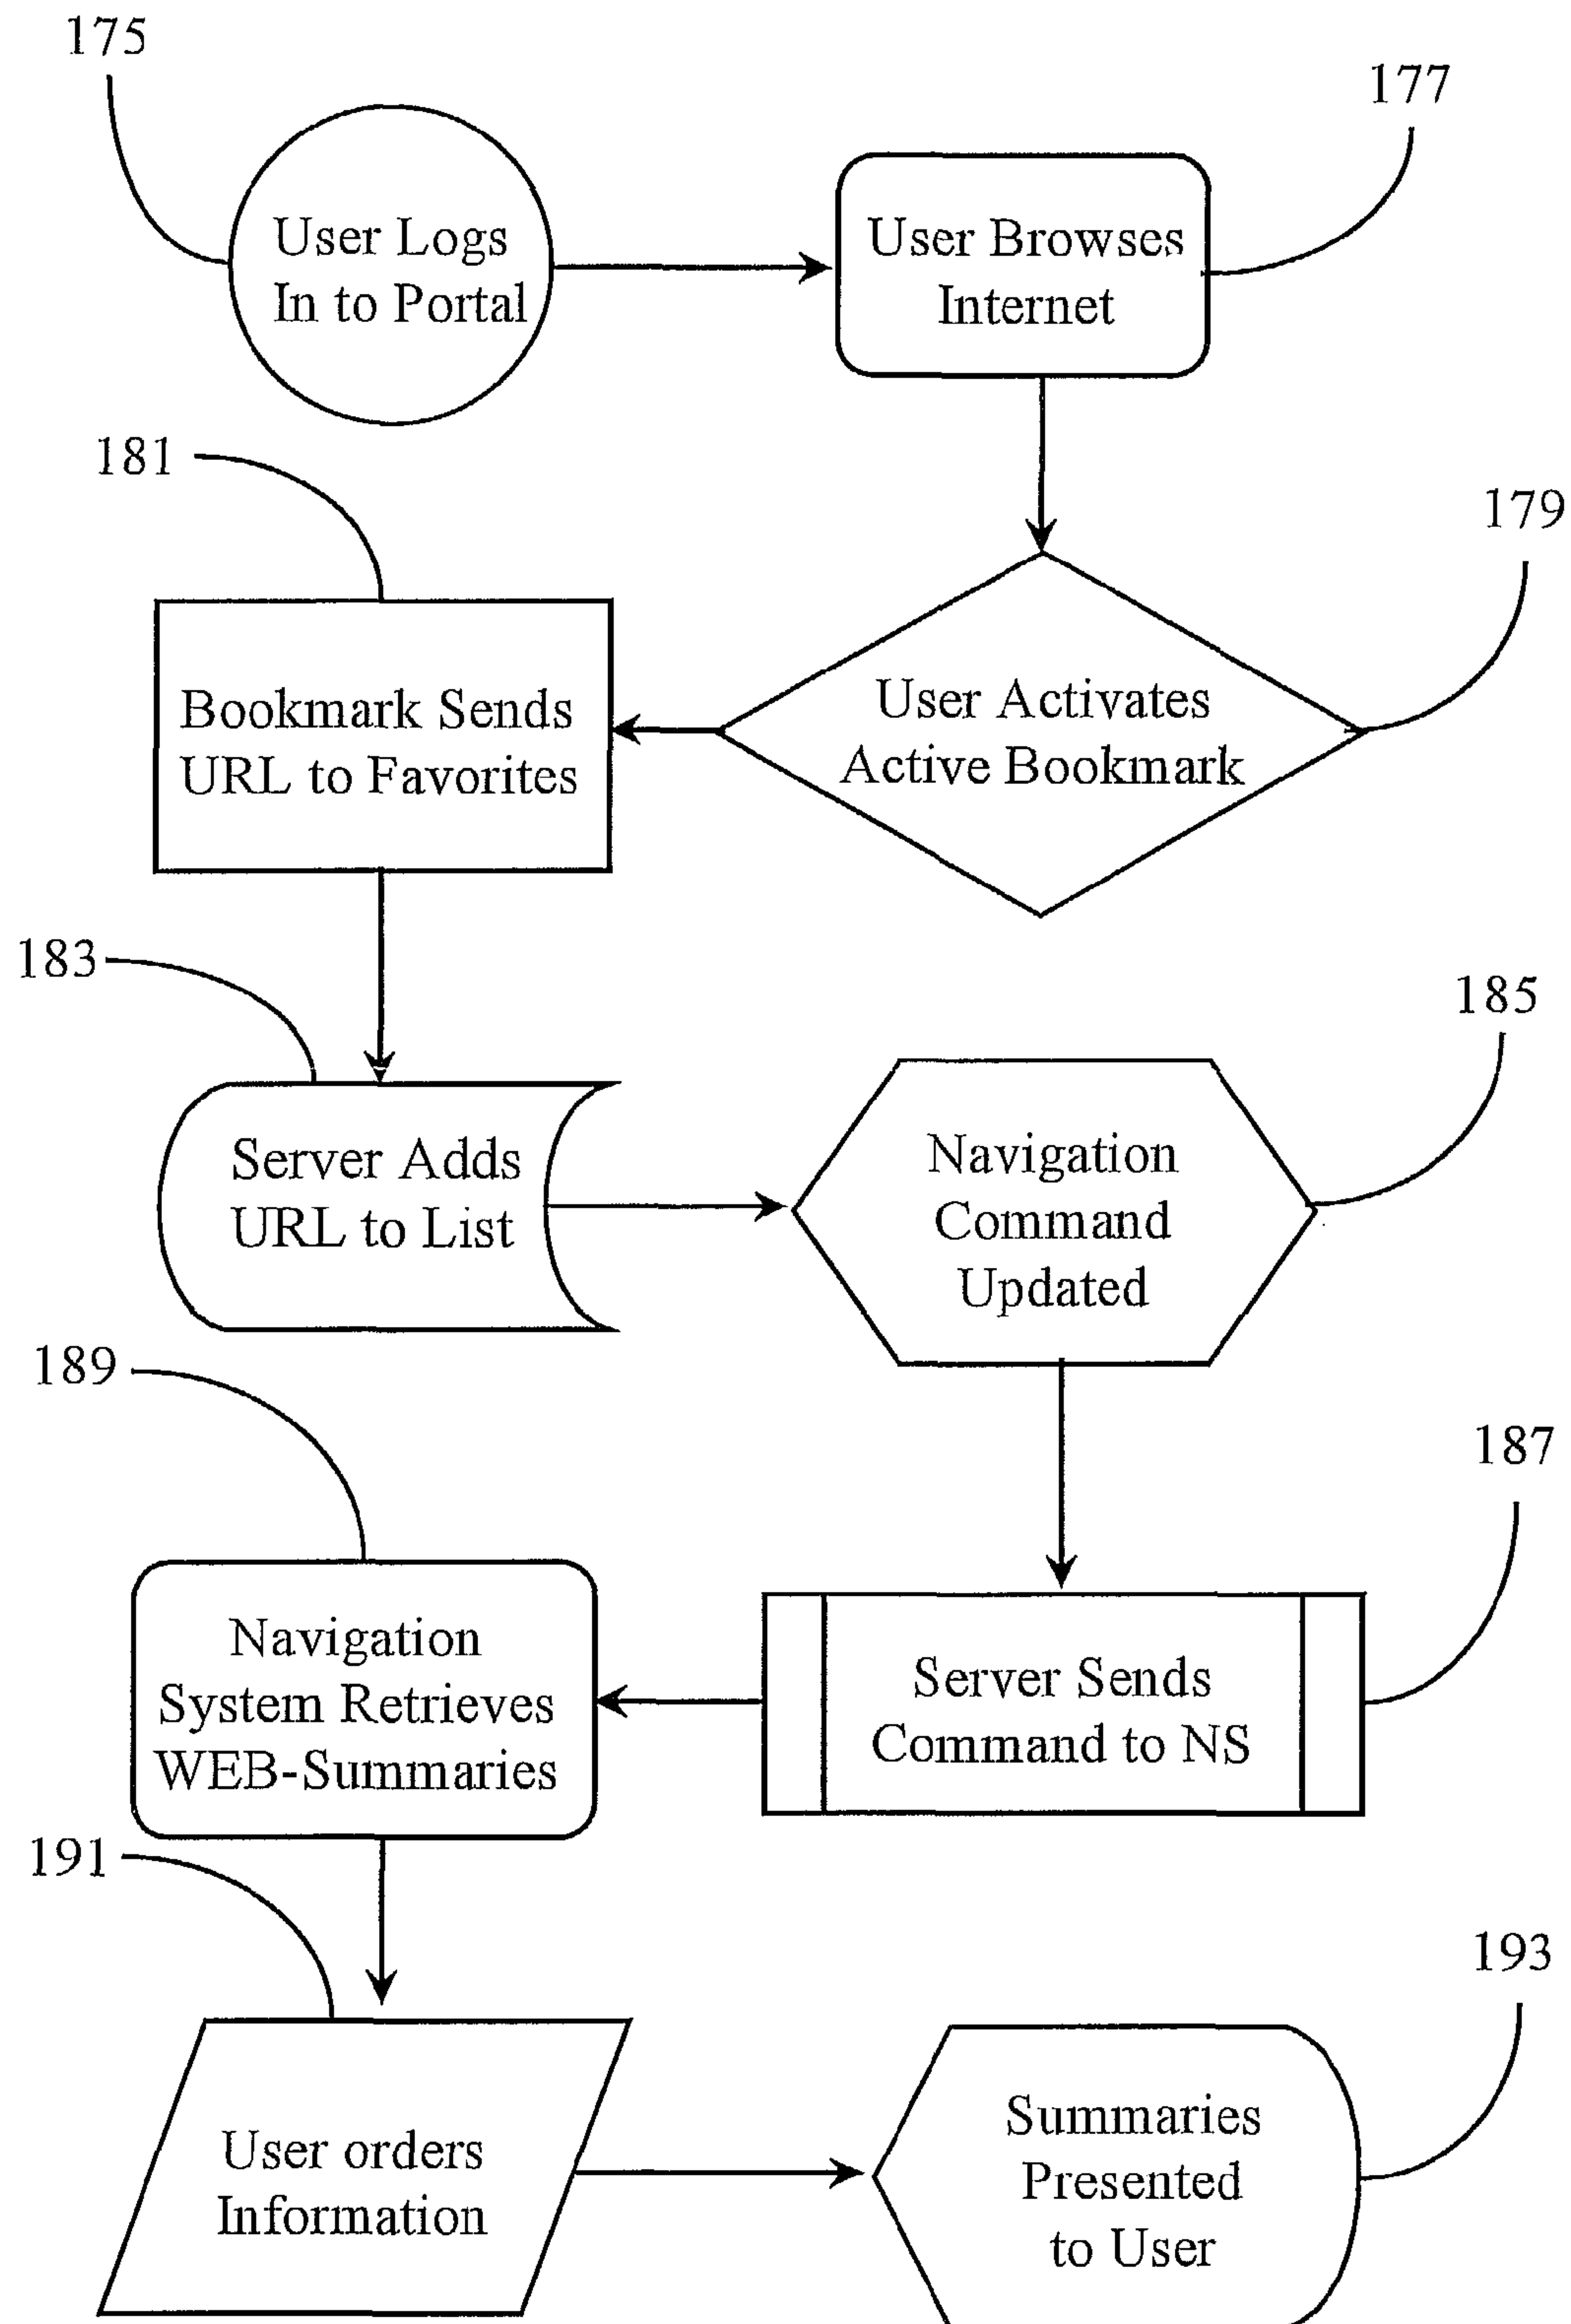 175
177
User Logs
In to Portal
User Browses
Internet
181
179
Bookmark Sends
URL to Favorites
User Activates
Active Bookmark
183
185
Server Adds
URL to List
Navigation
Command
Updated
189
187
Navigation
System Retrieves
WEB-Summaries
Server Sends
Command to NS
191
193
User orders
Information
Summaries
Presented
to User